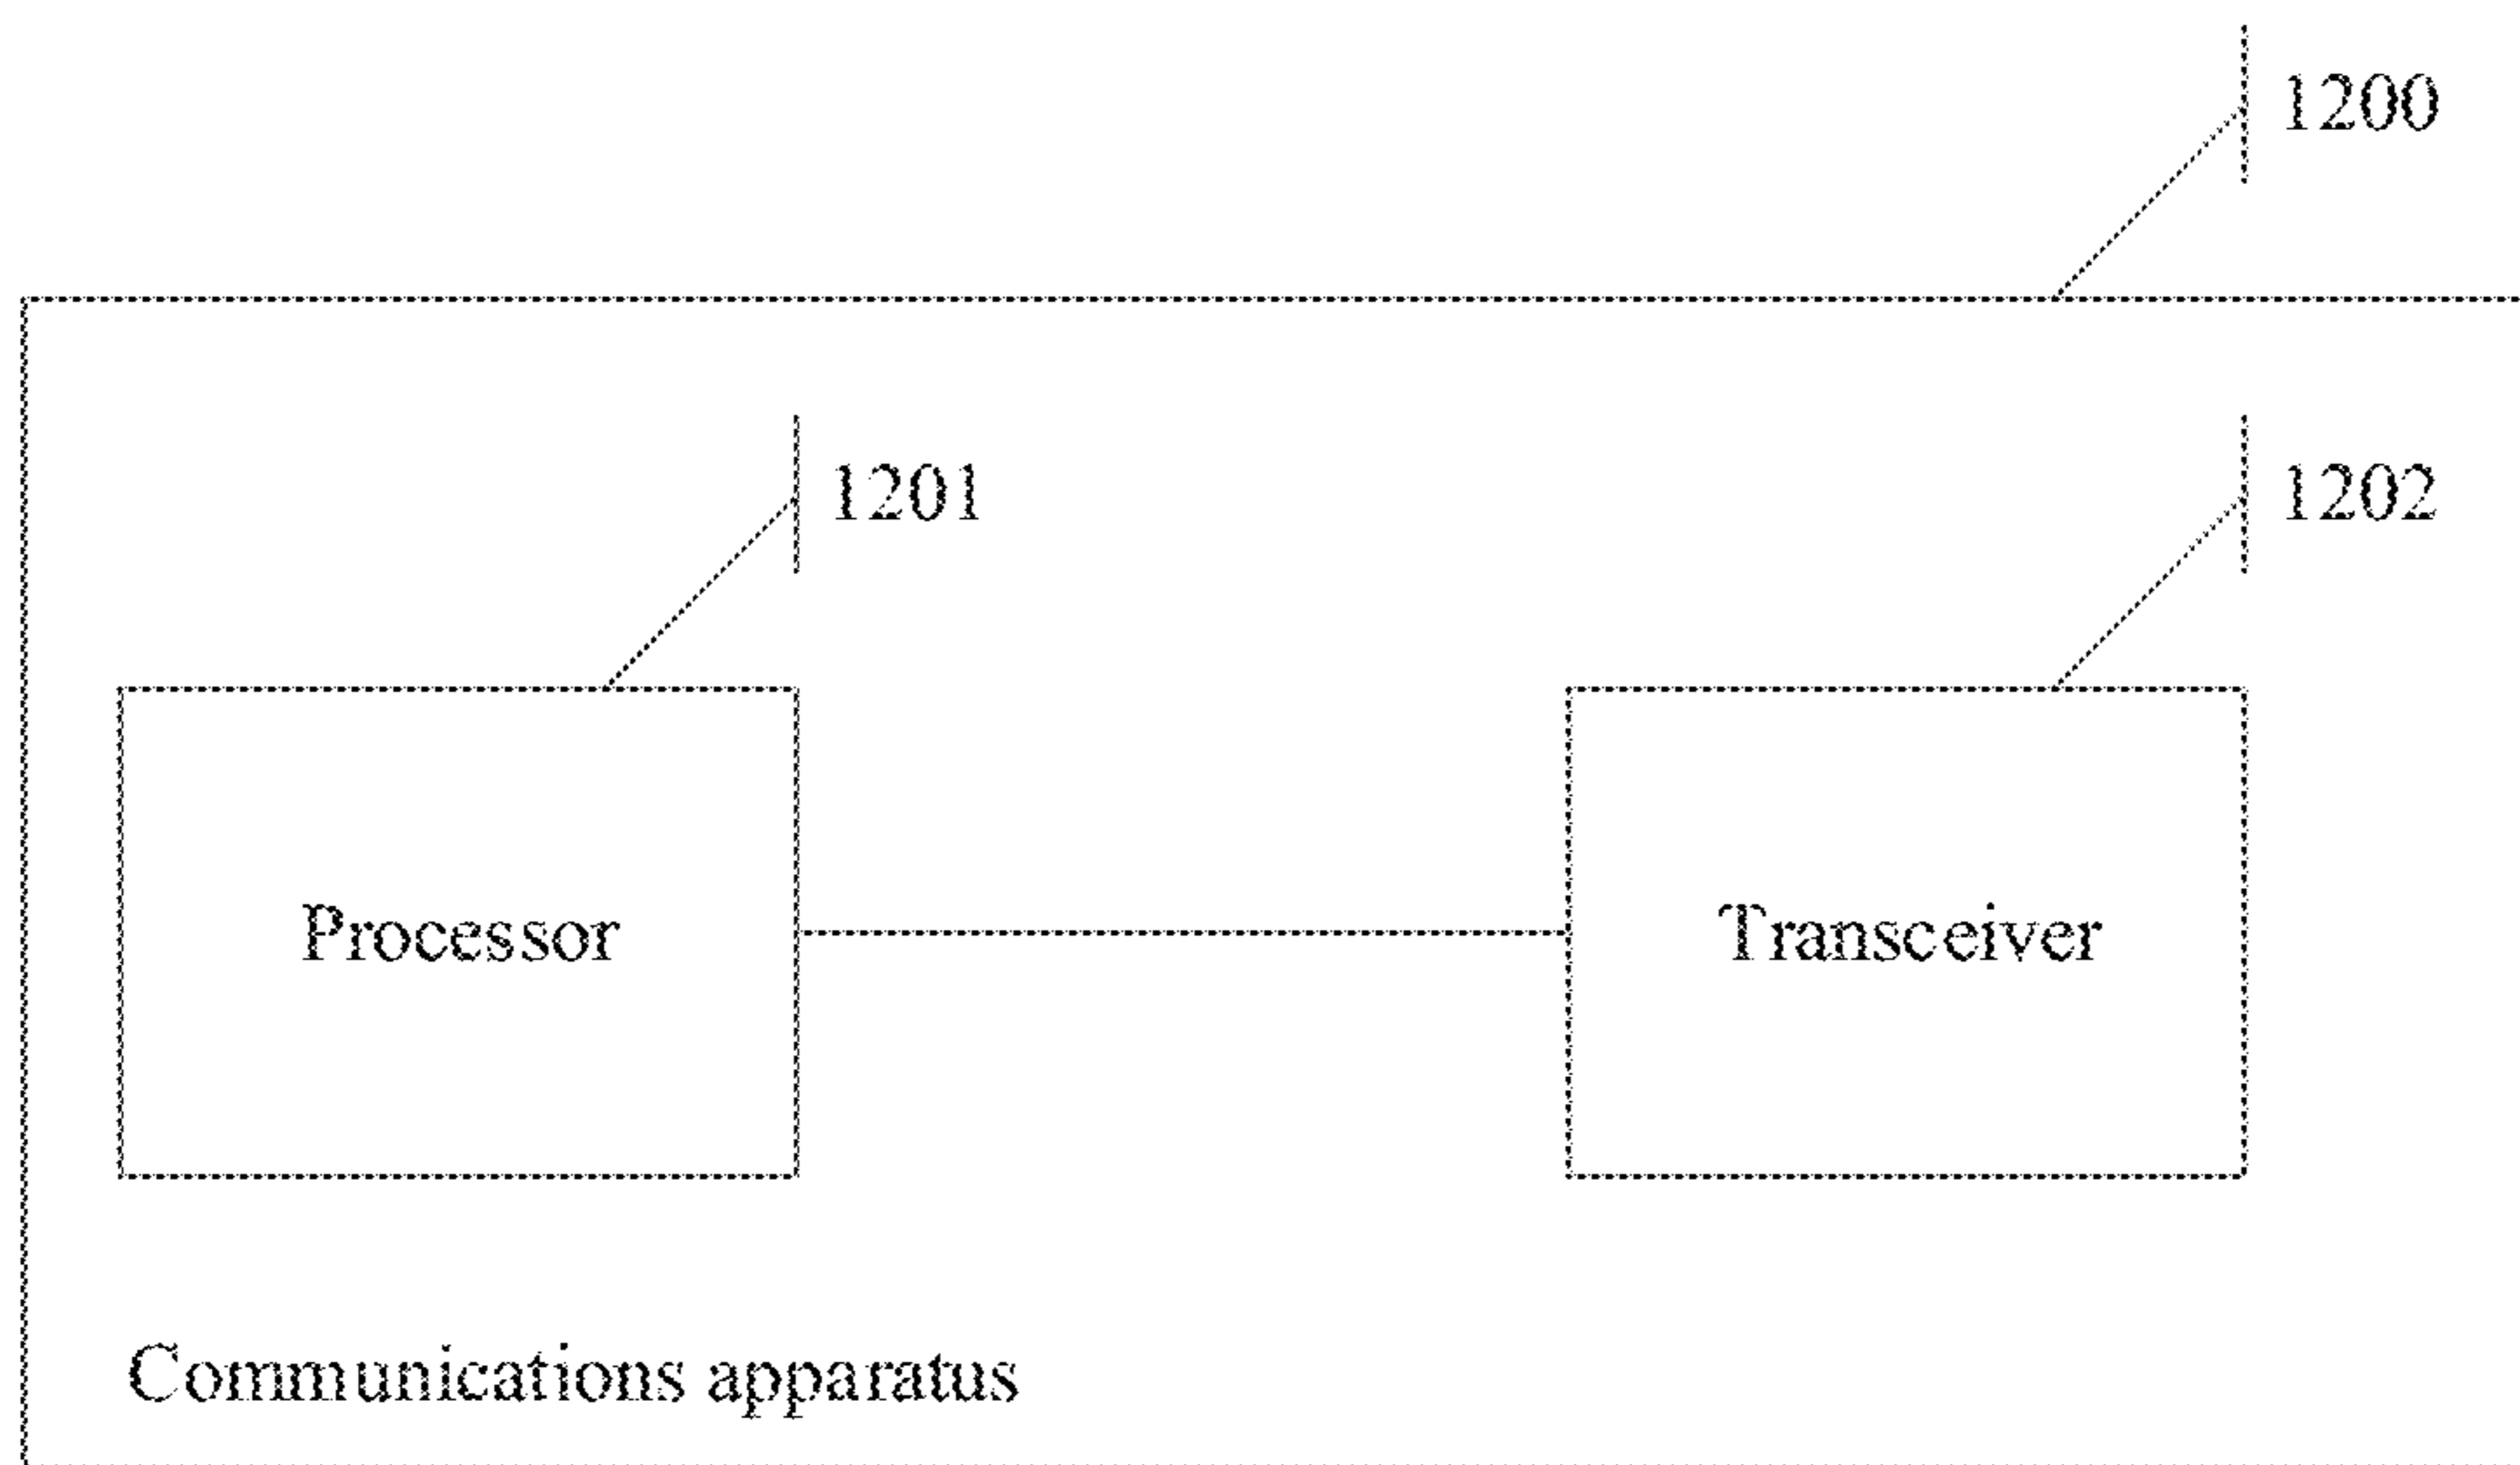 1200
1201
1202
Processor
Transceiver
Communications apparatus